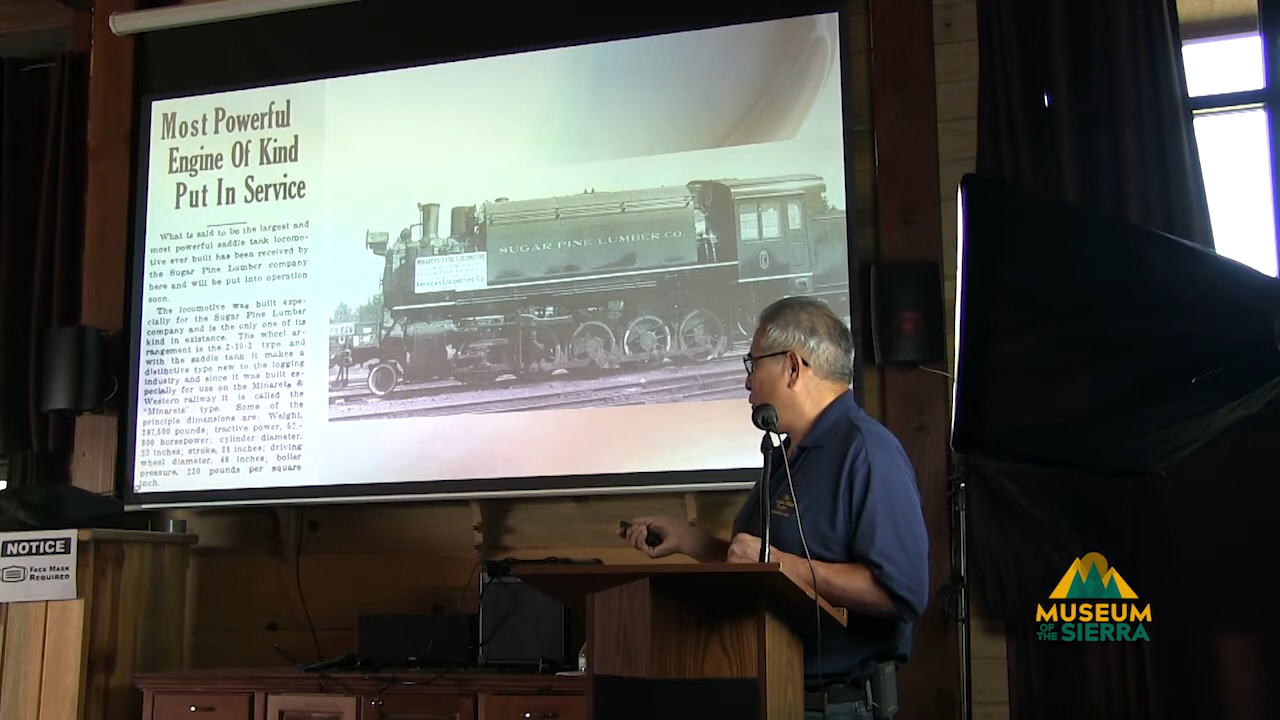 Most Powerful
Engine Of Kind
Put In Service
What is said to be the largest and
most powerful saddle tank locomo-
tive ever built has been received by
the Sugar Pine Lumber company
here and will be put into operation
soon.
The locomotive was built espe-
cially for the Sugar Pine Lumber
company and is the only one of its
kind in existance. The wheel ar-
rangement is the 2-10-2 type and
with the saddle tank it makes a
distinctive type new to the logging
industry and since it was built es-
pecially for use on the Minarets &
Western railway it is called the
"Minarets" type. Some of the
principle dimensions are: Weight,
pounds; tractive power, 52,-
800 horsepower; cylinder diameter,
23 inches; stroke, 28 inches; driving
wheel diameter, 48 inches; boiler
pressure, 220 pounds per square
inch.
SUGAR PINE LUMBER CO.
MINARETS TYPE LOCOMOTIVE
AMERICAN LOCOMOTIVE CO.
NOTICE
FACE MASK
REQUIRED
MUSEUM
OF THE SIERRA